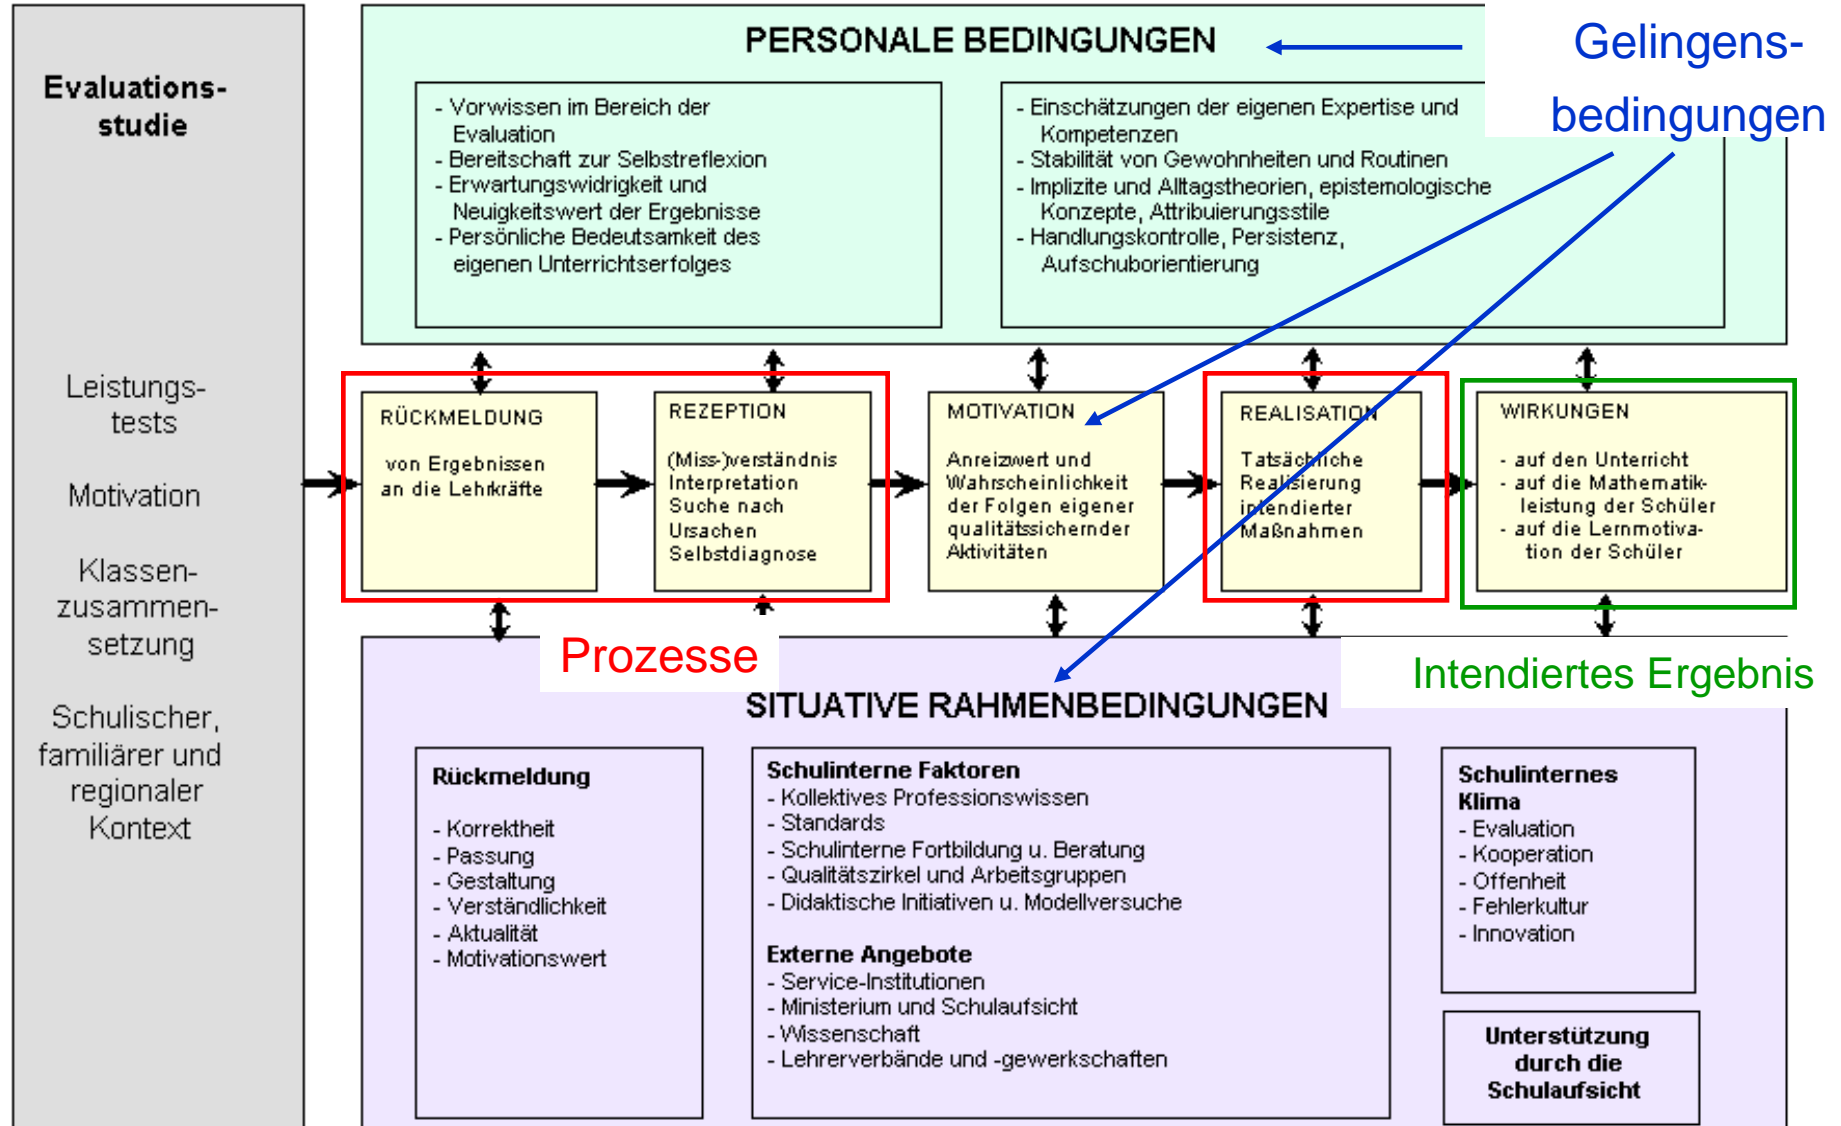 Evaluations-
studie
Leistungs-
tests
Motivation
Klassen-
zusammen-
setzung
Schulischer,
familiärer und
regionaler
Kontext
PERSONALE BEDINGUNGEN
Gelingens-
bedingungen
- Vorwissen im Bereich der
Evaluation
- Bereitschaft zur Selbstreflexion
- Erwartungswidrigkeit und
Neuigkeitswert der Ergebnisse
- Persönliche Bedeutsamkeit des
eigenen Unterrichtserfolges
- Einschätzungen der eigenen Expertise und
Kompetenzen
- Stabilität von Gewohnheiten und Routinen
- Implizite und Alltagstheorien, epistemologische
Konzepte, Attribuierungsstile
- Handlungskontrolle, Persistenz,
Aufschuborientierung
RÜCKMELDUNG
von Ergebnissen
an die Lehrkräfte
REZEPTION
(Miss-)verständnis
Interpretation
Suche nach
Ursachen
Selbstdiagnose
MOTIVATION
Anreizwert und
Wahrscheinlichkeit
der Folgen eigener
qualitätssichernder
Aktivitäten
REALISATION
Tatsächliche
Realisierung
intendierter
Maßnahmen
WIRKUNGEN
- auf den Unterricht
- auf die Mathematik-
leistung der Schüler
- auf die Lernmotiva-
tion der Schüler
Prozesse
Intendiertes Ergebnis
SITUATIVE RAHMENBEDINGUNGEN
Rückmeldung
- Korrektheit
- Passung
- Gestaltung
- Verständlichkeit
- Aktualität
- Motivationswert
Schulinterne Faktoren
- Kollektives Professionswissen
- Standards
- Schulinterne Fortbildung u. Beratung
- Qualitätszirkel und Arbeitsgruppen
- Didaktische Initiativen u. Modellversuche
Externe Angebote
- Service-Institutionen
- Ministerium und Schulaufsicht
- Wissenschaft
- Lehrerverbände und -gewerkschaften
Schulinternes
Klima
- Evaluation
- Kooperation
- Offenheit
- Fehlerkultur
- Innovation
Unterstützung
durch die
Schulaufsicht